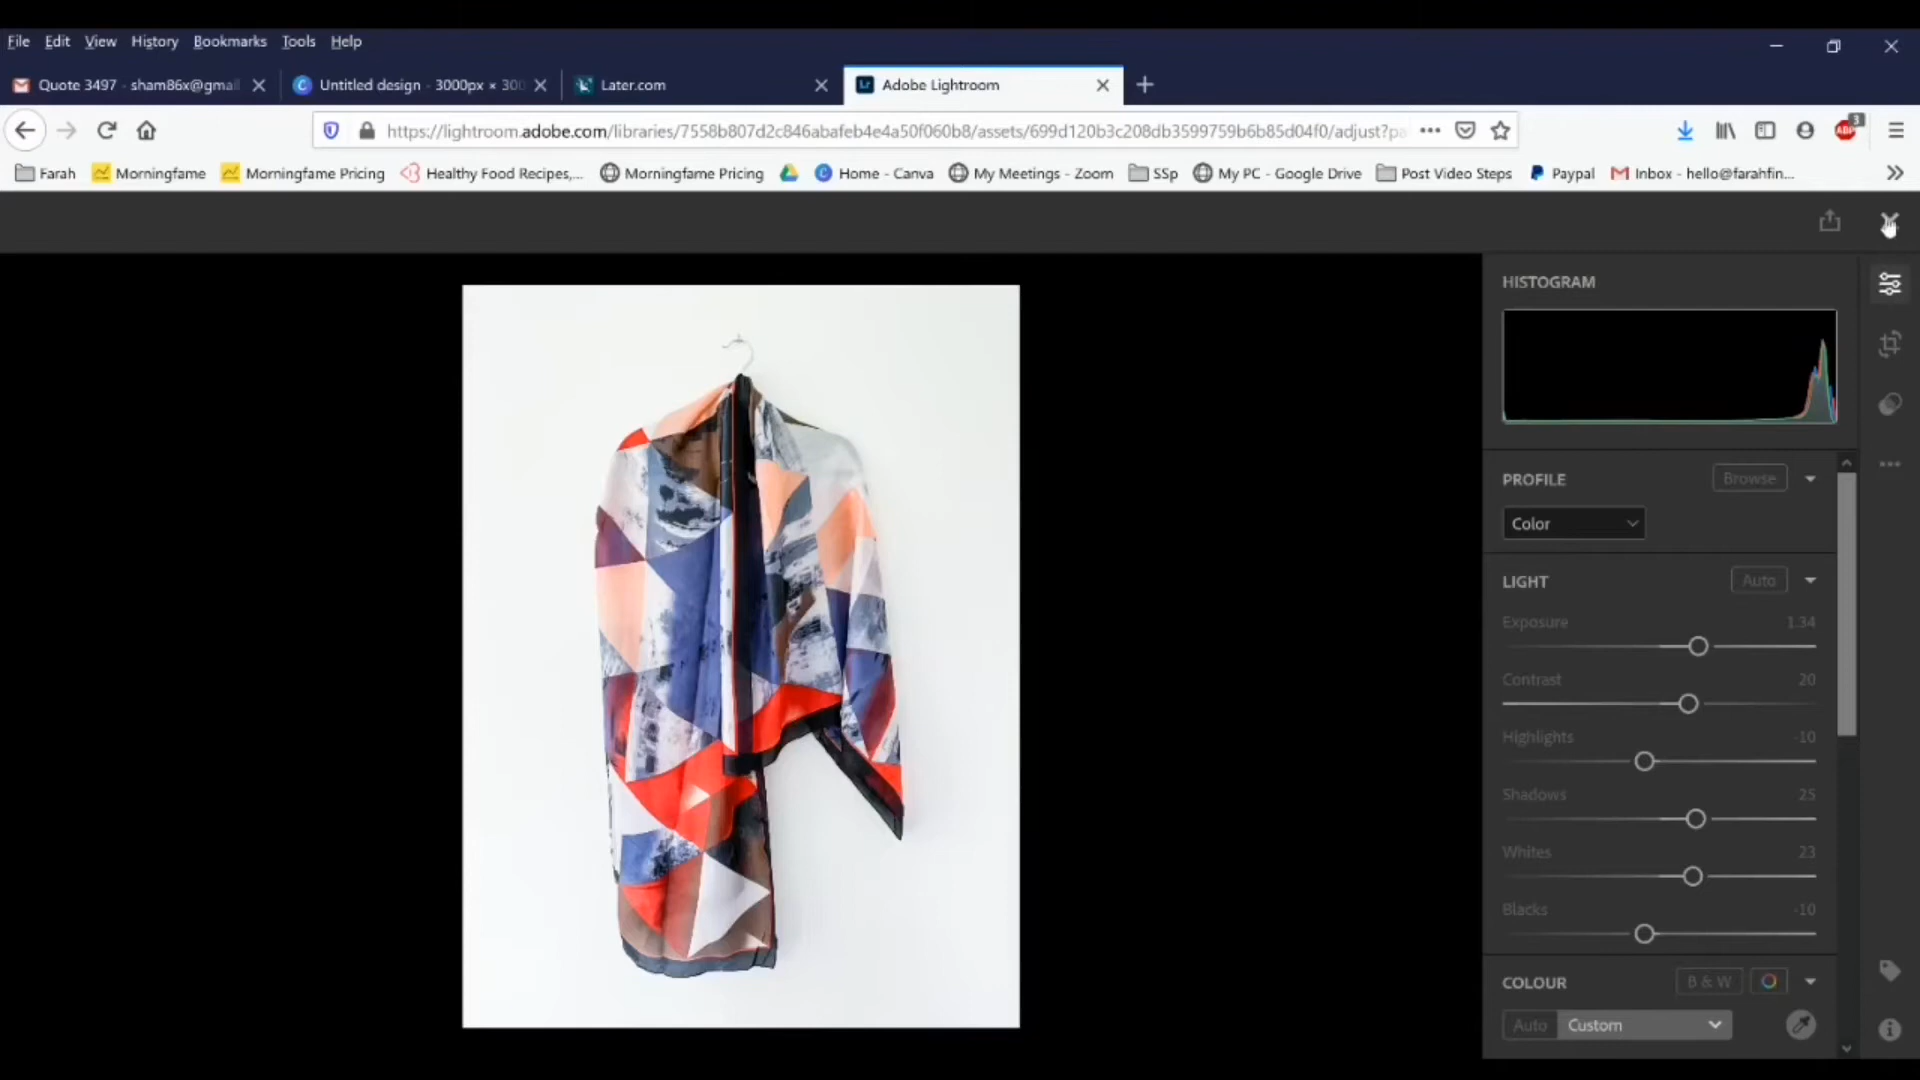 File Edit View History Bookmarks Tools Help
Quote 3497 - sham86x@gmail
Untitled design - 3000px × 300
Later.com
Adobe Lightroom
https://lightroom.adobe.com/libraries/7558b807d2c846abafeb4e4a50f060b8/assets/699d120b3c208db3599759b6b85d04f0/adjust?pa
3
ABP
Farah Morningfame Morningfame Pricing Healthy Food Recipes,... Morningfame Pricing Home - Canva My Meetings - Zoom SSp My PC - Google Drive Post Video Steps Paypal Inbox - hello@farahfin...
HISTOGRAM
PROFILE Browse
Color
LIGHT Auto
Exposure 1.34
Contrast 20
Highlights -10
Shadows 25
Whites 23
Blacks -10
COLOUR B & W
Auto Custom